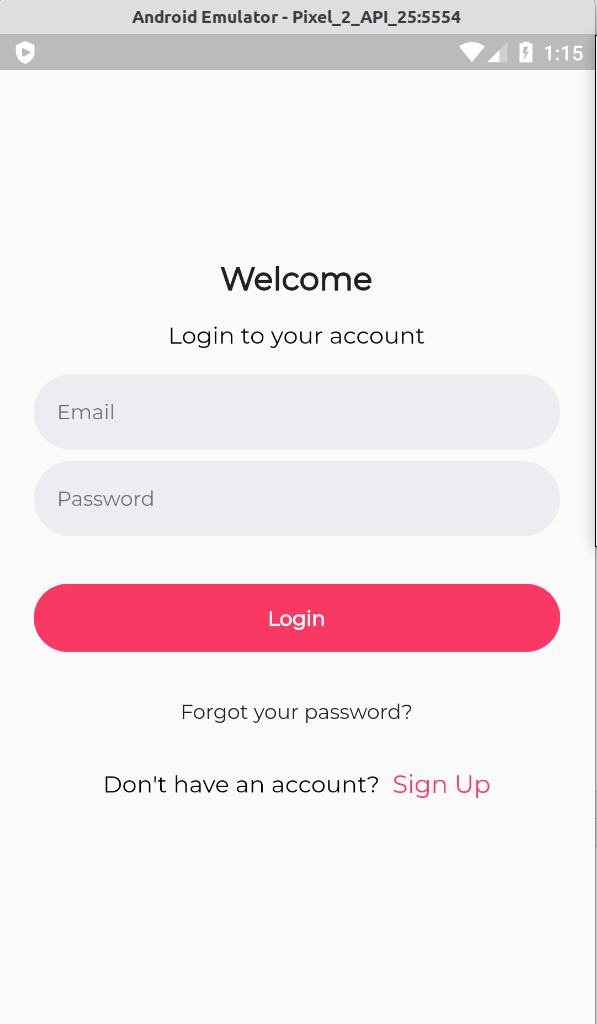 Android Emulator - Pixel_2_API_25:5554
1:15
Welcome
Login to your account
Email
Password
Login
Forgot your password?
Don't have an account? Sign Up